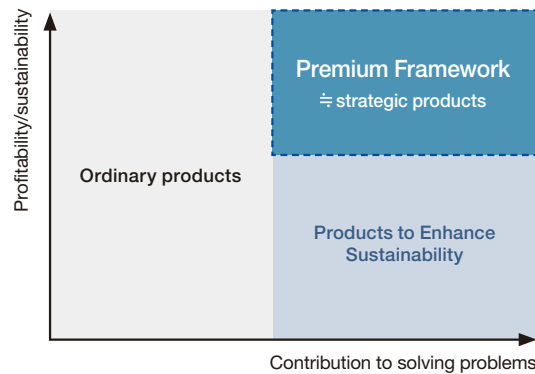 Profitability/sustainability
Premium Framework
≒ strategic products
Ordinary products
Products to Enhance
Sustainability
Contribution to solving problems